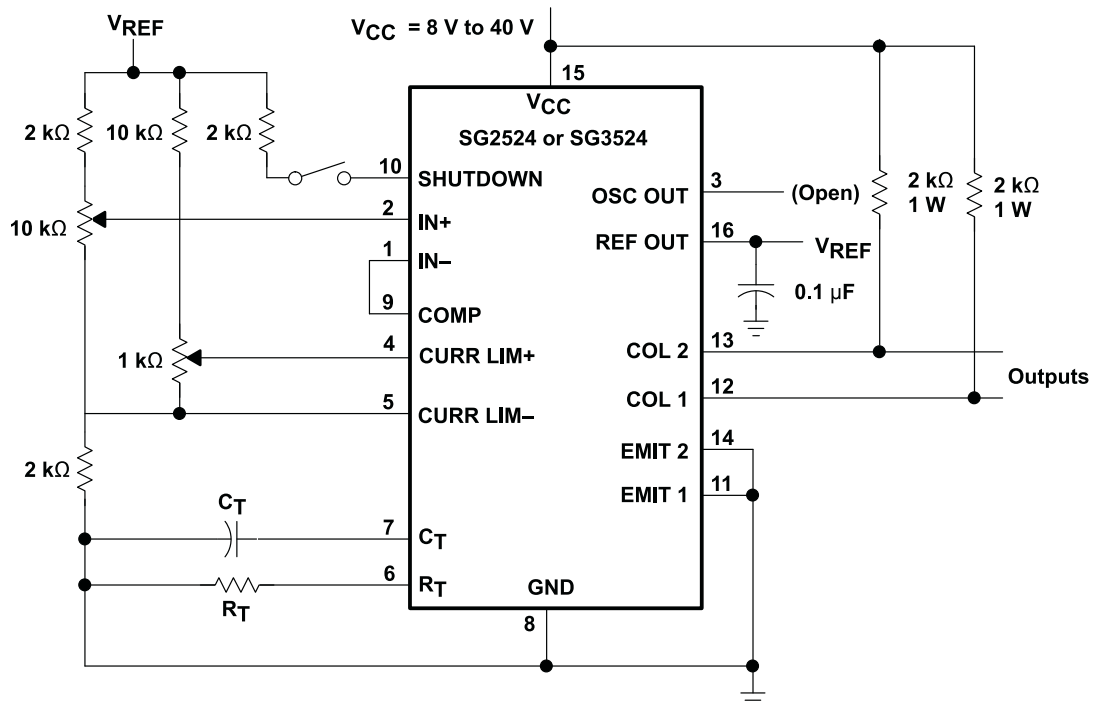 VREF
VCC = 8 V to 40 V
15
VCC
SG2524 or SG3524
2 kΩ
10 kΩ
2 kΩ
10
SHUTDOWN
3
OSC OUT
(Open)
2 kΩ
1 W
2 kΩ
1 W
10 kΩ
2
IN+
16
REF OUT
VREF
1
IN–
0.1 µF
9
COMP
4
CURR LIM+
1 kΩ
13
COL 2
Outputs
12
COL 1
5
CURR LIM–
14
EMIT 2
2 kΩ
11
EMIT 1
CT
7
CT
6
RT
RT
GND
8